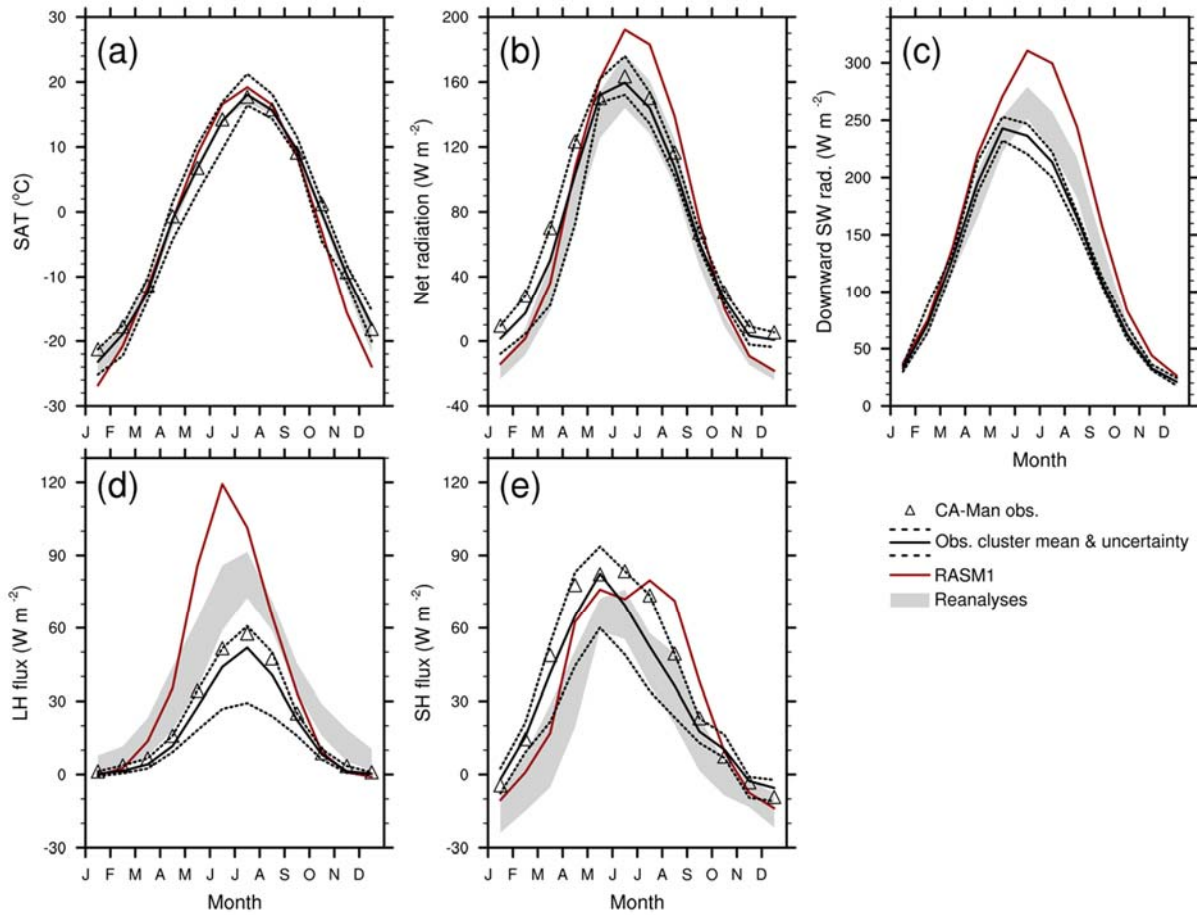 (a)
SAT (°C)
30
20
10
0
-10
-20
-30
J F M A M J J A S O N D
(b)
Net radiation (W m⁻²)
200
160
120
80
40
0
-40
J F M A M J J A S O N D
(c)
Downward SW rad. (W m⁻²)
300
250
200
150
100
50
0
J F M A M J J A S O N D
Month
(d)
LH flux (W m⁻²)
120
90
60
30
0
-30
J F M A M J J A S O N D
Month
(e)
SH flux (W m⁻²)
120
90
60
30
0
-30
J F M A M J J A S O N D
Month
CA-Man obs.
Obs. cluster mean & uncertainty
RASM1
Reanalyses